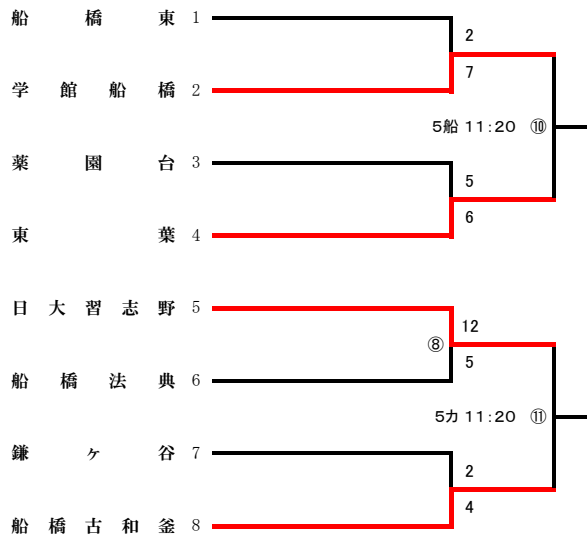 船橋東 1
2
7
学館船橋 2
5船 11:20 ⑩
薬園台 3
5
6
東葉 4
日大習志野 5
12
⑧
5
船橋法典 6
5カ 11:20 ⑪
鎌ヶ谷 7
2
4
船橋古和釜 8